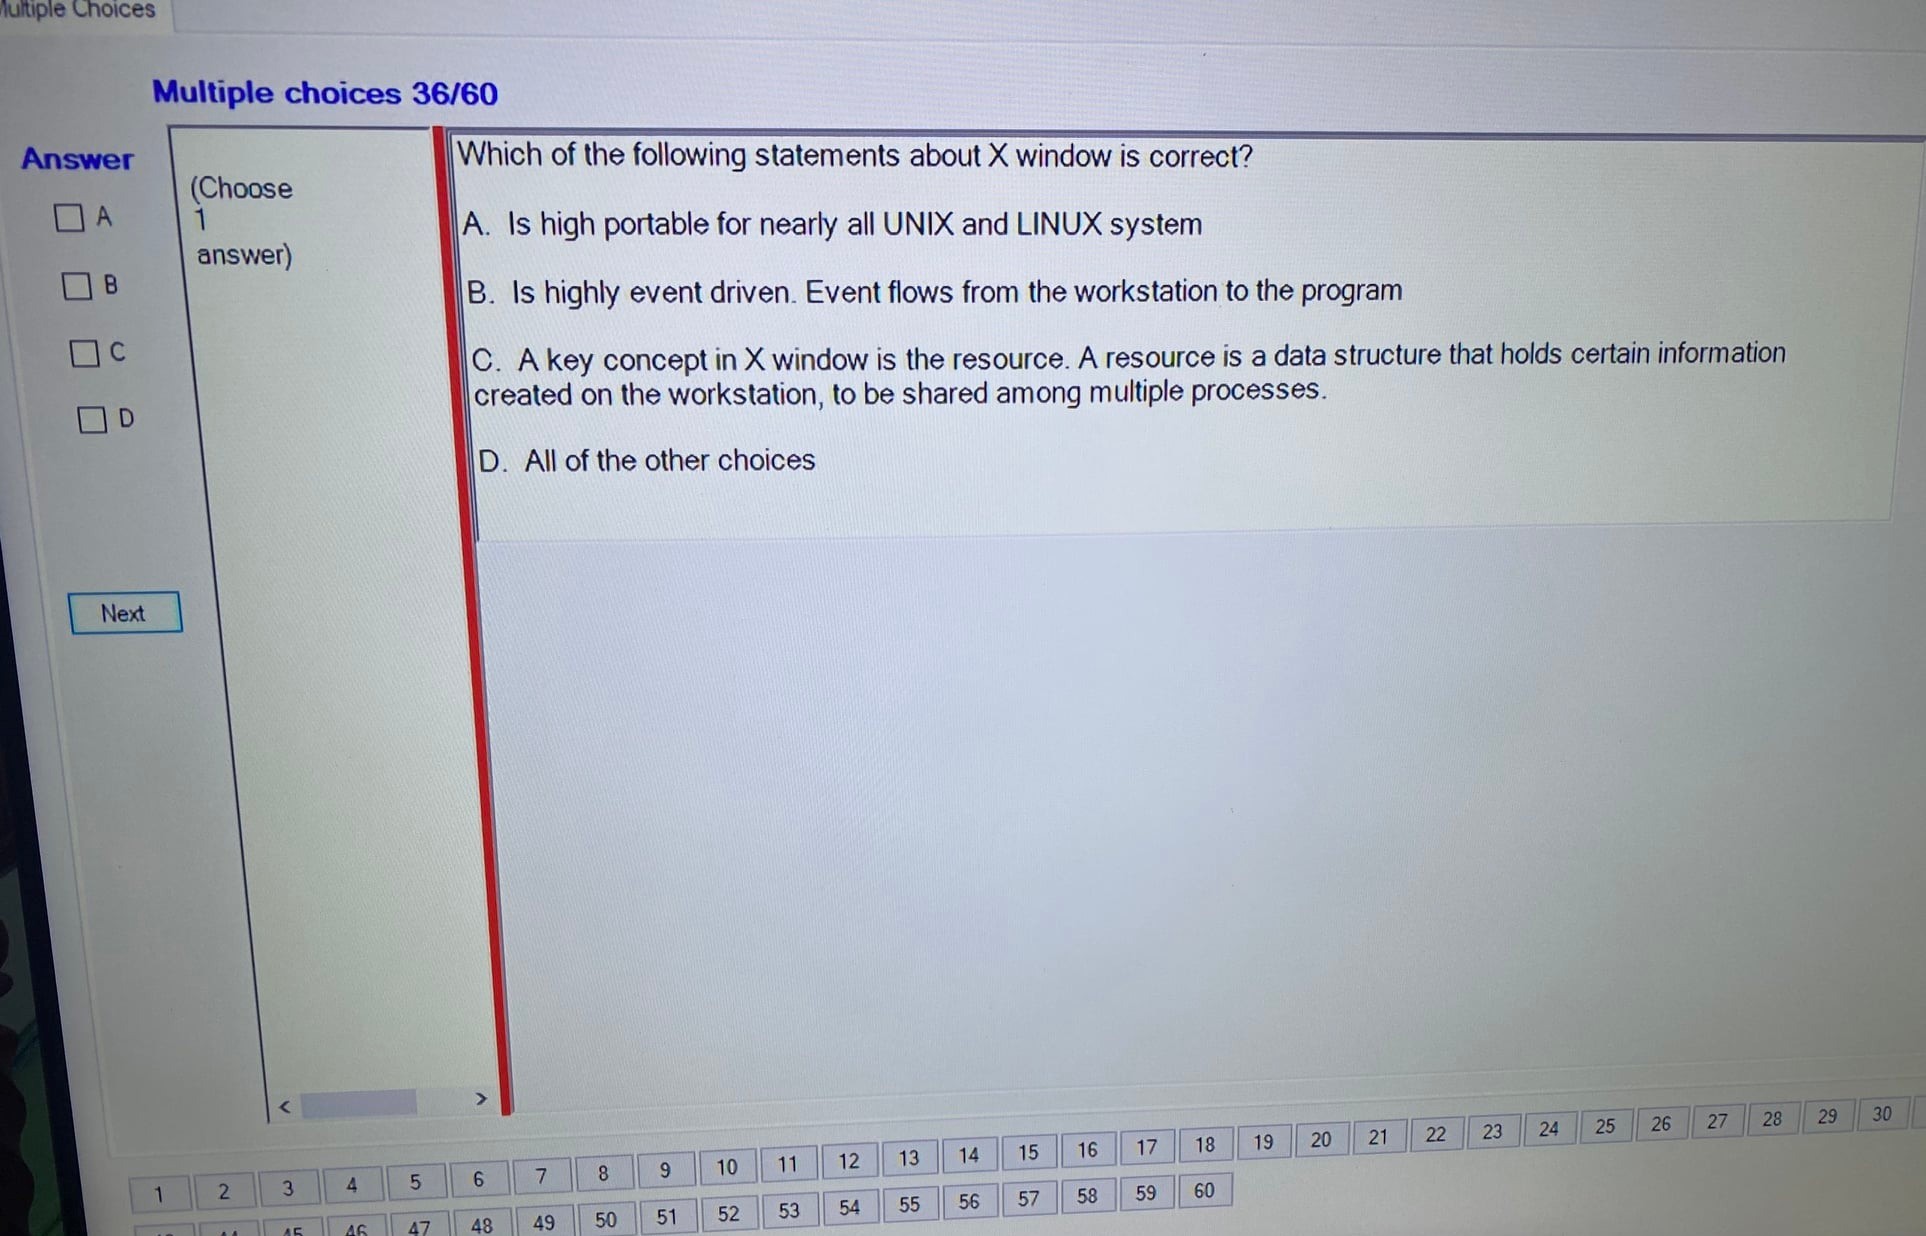 Multiple Choices
Multiple choices 36/60
Answer
A
B
C
D
Next
(Choose
1
answer)
Which of the following statements about X window is correct?
A. Is high portable for nearly all UNIX and LINUX system
B. Is highly event driven. Event flows from the workstation to the program
C. A key concept in X window is the resource. A resource is a data structure that holds certain information
created on the workstation, to be shared among multiple processes.
D. All of the other choices
< >
1 2 3 4 5 6 7 8 9 10 11 12 13 14 15 16 17 18 19 20 21 22 23 24 25 26 27 28 29 30
45 46 47 48 49 50 51 52 53 54 55 56 57 58 59 60